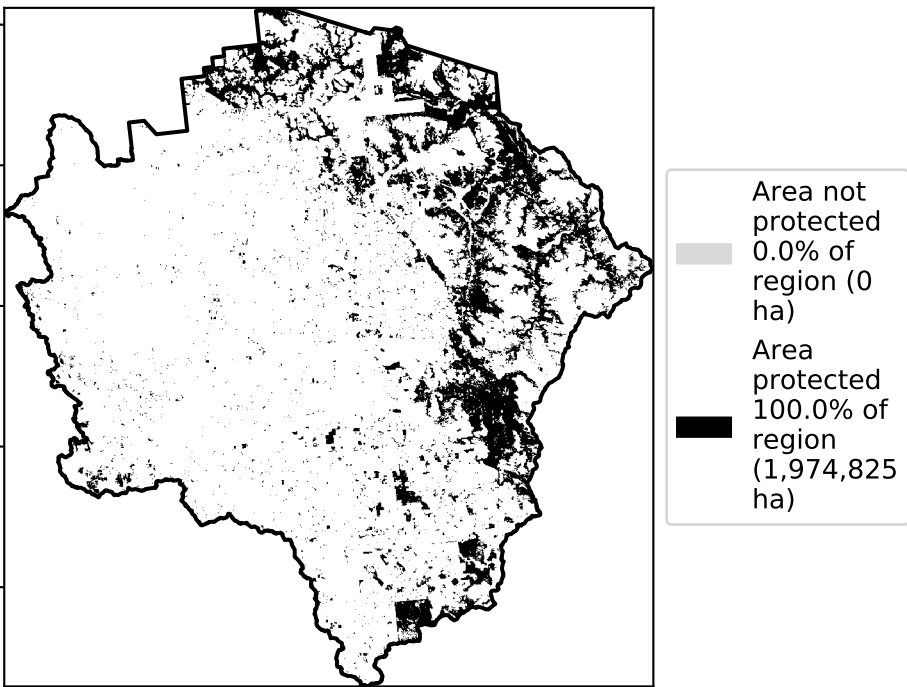 Area not
protected
0.0% of
region (0
ha)
Area
protected
100.0% of
region
(1,974,825
ha)